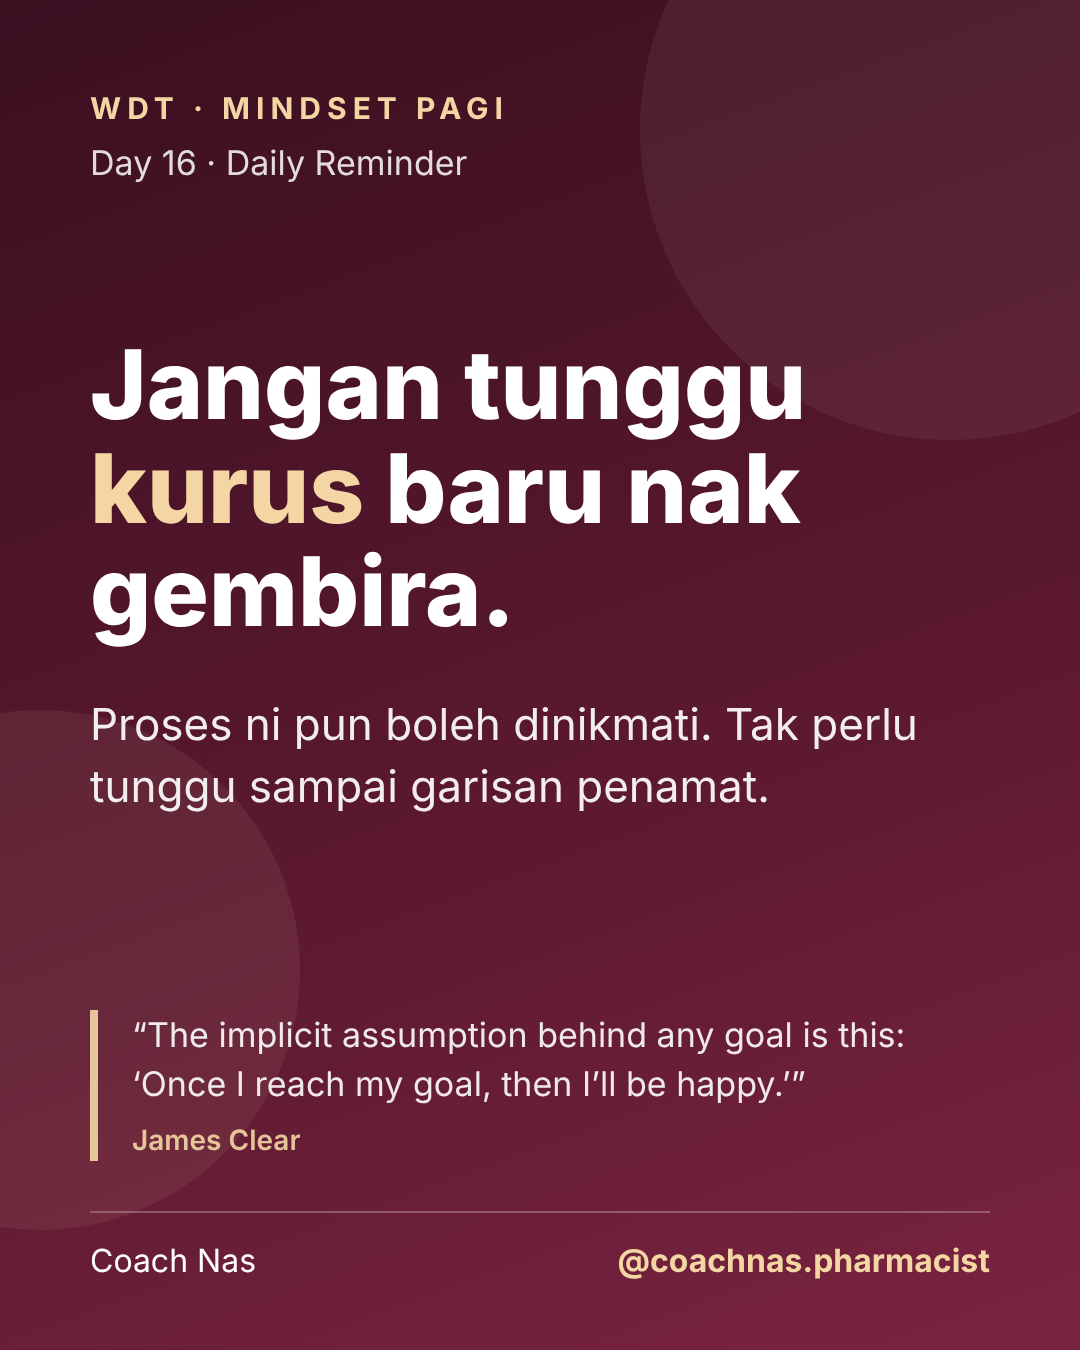 WDT · MINDSET PAGI
Day 16 · Daily Reminder
Jangan tunggu
kurus baru nak
gembira.
Proses ni pun boleh dinikmati. Tak perlu
tunggu sampai garisan penamat.
“The implicit assumption behind any goal is this:
‘Once I reach my goal, then I’ll be happy.’”
James Clear
Coach Nas
@coachnas.pharmacist